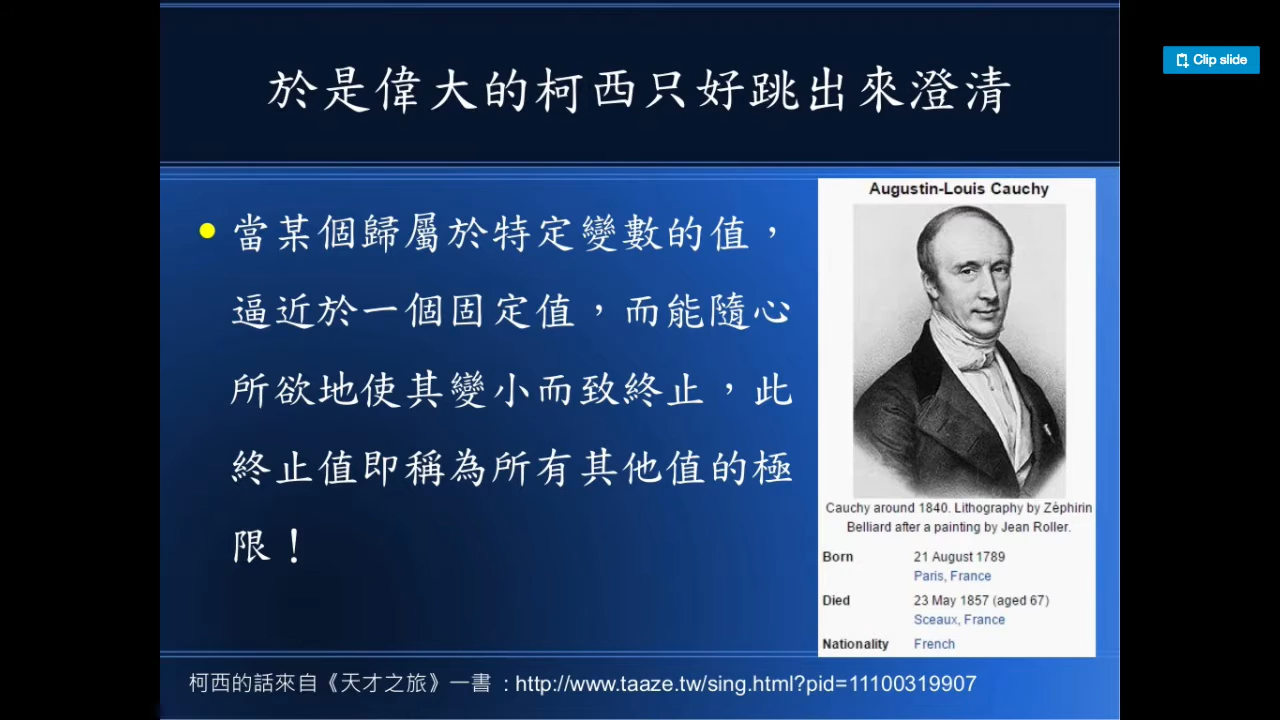 Clip slide
於是偉大的柯西只好跳出來澄清
當某個歸屬於特定變數的值，
逼近於一個固定值，而能隨心
所欲地使其變小而致終止，此
終止值即稱為所有其他值的極
限！
Augustin-Louis Cauchy
Cauchy around 1840. Lithography by Zéphirin
Belliard after a painting by Jean Roller.
Born 21 August 1789
Paris, France
Died 23 May 1857 (aged 67)
Sceaux, France
Nationality French
柯西的話來自《天才之旅》一書 : http://www.taaze.tw/sing.html?pid=11100319907